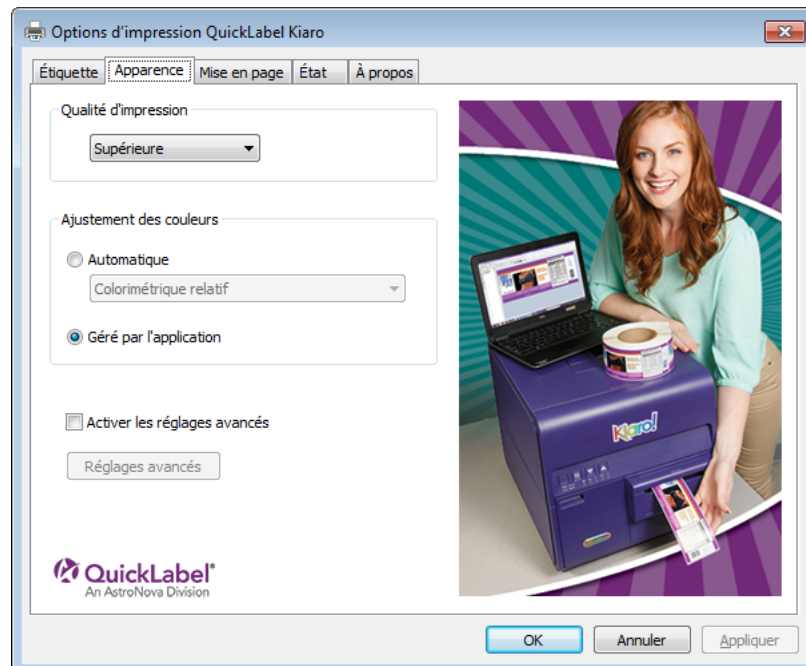 Options d'impression QuickLabel Kiaro
Étiquette Apparence Mise en page État À propos
Qualité d'impression
Supérieure
Ajustement des couleurs
Automatique
Colorimétrique relatif
Géré par l'application
Activer les réglages avancés
Réglages avancés
Kiaro!
QuickLabel®
An AstroNova Division
OK Annuler Appliquer